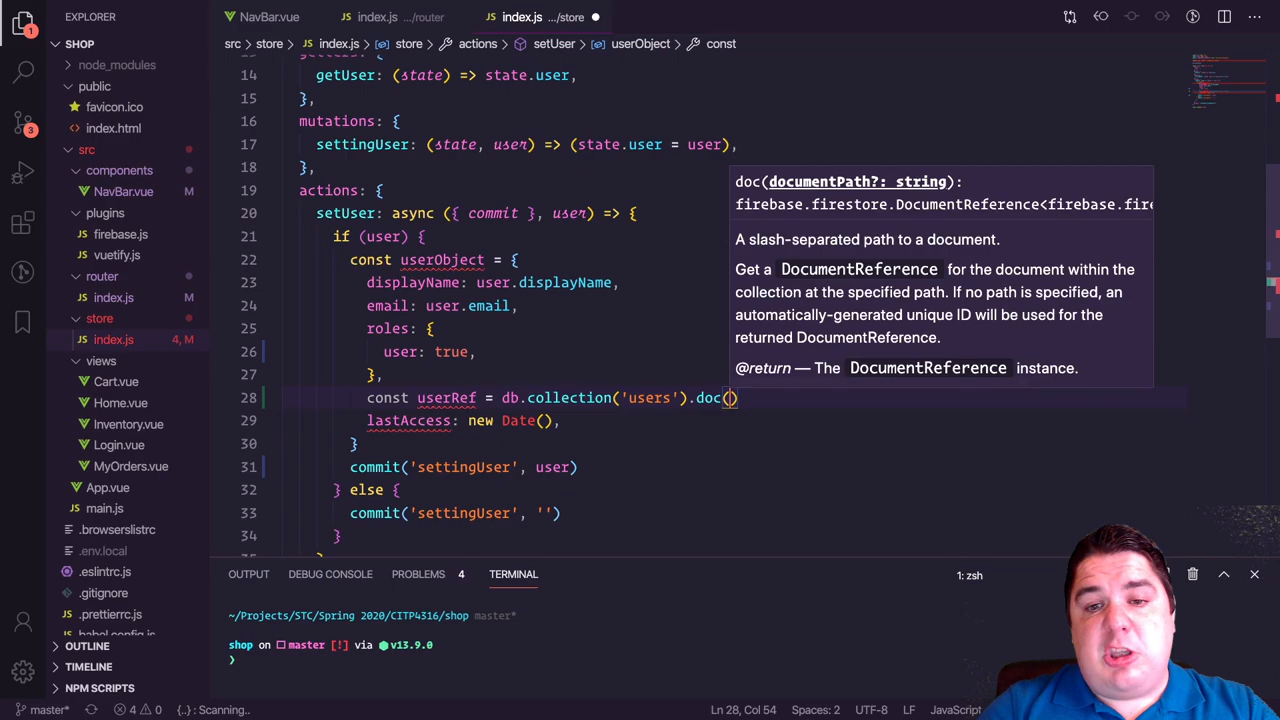 NavBar.vue
index.js .../router
index.js .../store
EXPLORER
SHOP
node_modules
public
favicon.ico
index.html
src
components
NavBar.vue M
plugins
firebase.js
vuetify.js
router
index.js M
store
index.js 4, M
views
Cart.vue
Home.vue
Inventory.vue
Login.vue
MyOrders.vue
App.vue
main.js
.browserslistrc
.env.local
.eslintrc.js
.gitignore
.prettierrc.js
babel.config.js
OUTLINE
TIMELINE
NPM SCRIPTS
1
3
src > store > index.js > store > actions > setUser > userObject > const
14 getUser: (state) => state.user,
15 },
16 mutations: {
17 settingUser: (state, user) => (state.user = user),
18 },
19 actions: {
20 setUser: async ({ commit }, user) => {
21 if (user) {
22 const userObject = {
23 displayName: user.displayName,
24 email: user.email,
25 roles: {
26 user: true,
27 },
28 const userRef = db.collection('users').doc()
29 lastAccess: new Date(),
30 }
31 commit('settingUser', user)
32 } else {
33 commit('settingUser', '')
34 }
doc(documentPath?: string):
firebase.firestore.DocumentReference<firebase.fire
A slash-separated path to a document.
Get a DocumentReference for the document within the
collection at the specified path. If no path is specified, an
automatically-generated unique ID will be used for the
returned DocumentReference.
@return — The DocumentReference instance.
OUTPUT DEBUG CONSOLE PROBLEMS 4 TERMINAL 1: zsh
~/Projects/STC/Spring 2020/CITP4316/shop master*
shop on master [!] via v13.9.0
❯
master* 4 0 {..}: Scanning.. Ln 28, Col 54 Spaces: 2 UTF-8 LF JavaScript